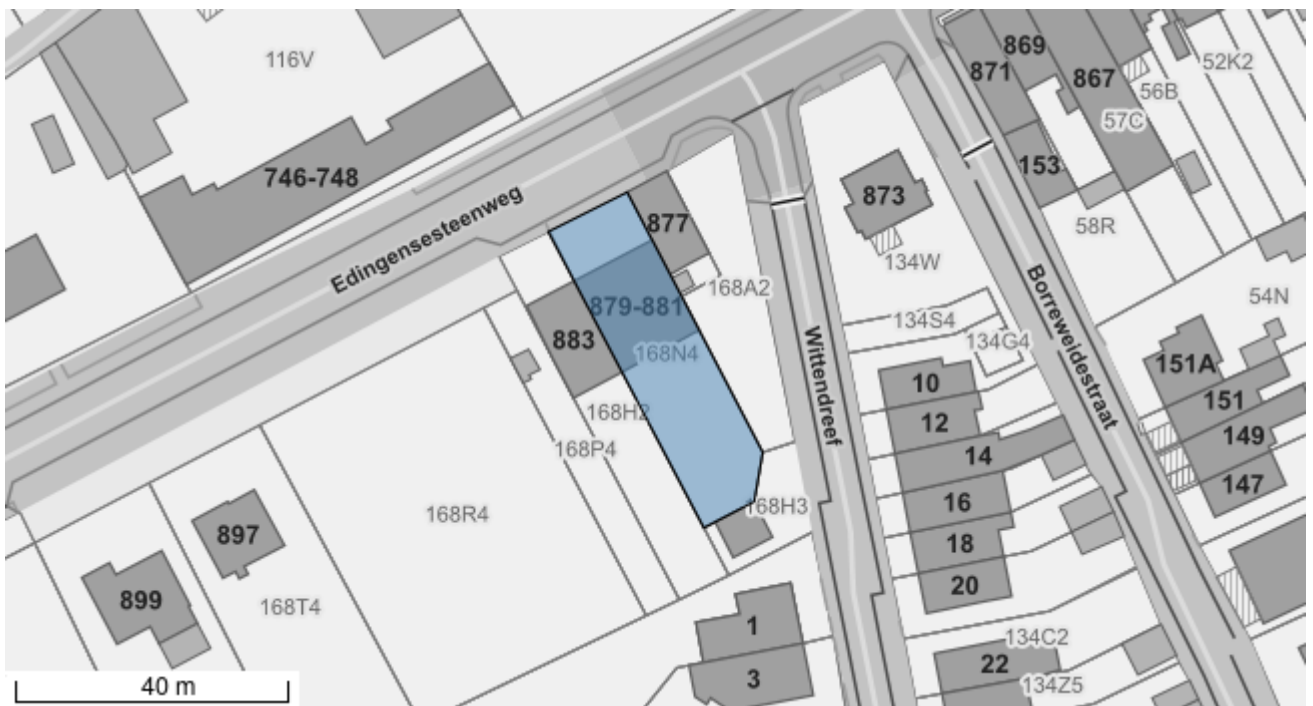 116V
746-748
Edingensesteenweg
869
871
867
52K2
56B
57C
153
58R
873
134W
877
168A2
879-881
883
168N4
168H2
168P4
168R4
168H3
897
899
168T4
Wittendreef
Borreweidestraat
134S4
134G4
54N
151A
151
149
147
10
12
14
16
18
20
134C2
22
134Z5
1
3
40 m